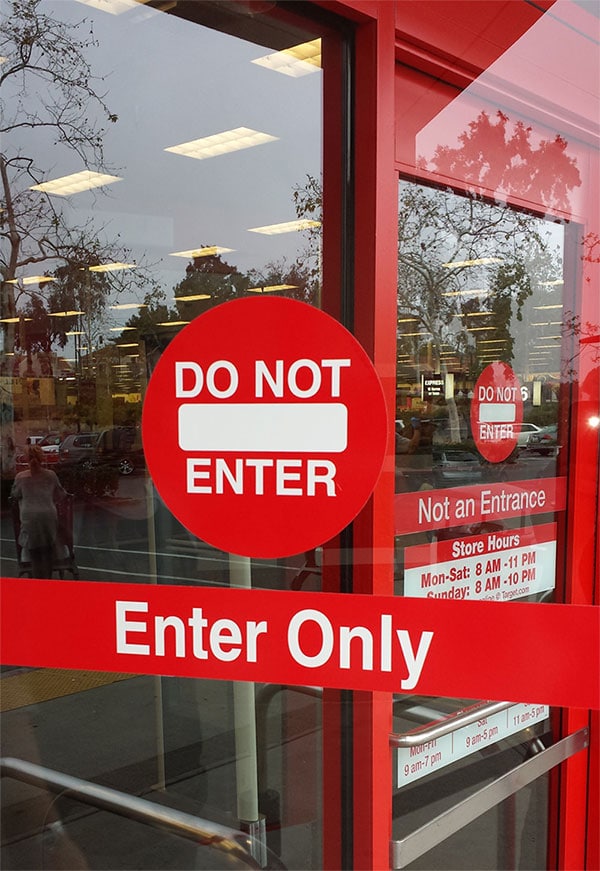 DO NOT
ENTER
EXPRESS
DO NOT
ENTER
Not an Entrance
Store Hours
Mon-Sat: 8 AM -11 PM
Sunday: 8 AM -10 PM
Target.com
Enter Only
Mon-Fri
9 am-7 pm
Sat
9 am-5 pm
11 am-5 pm